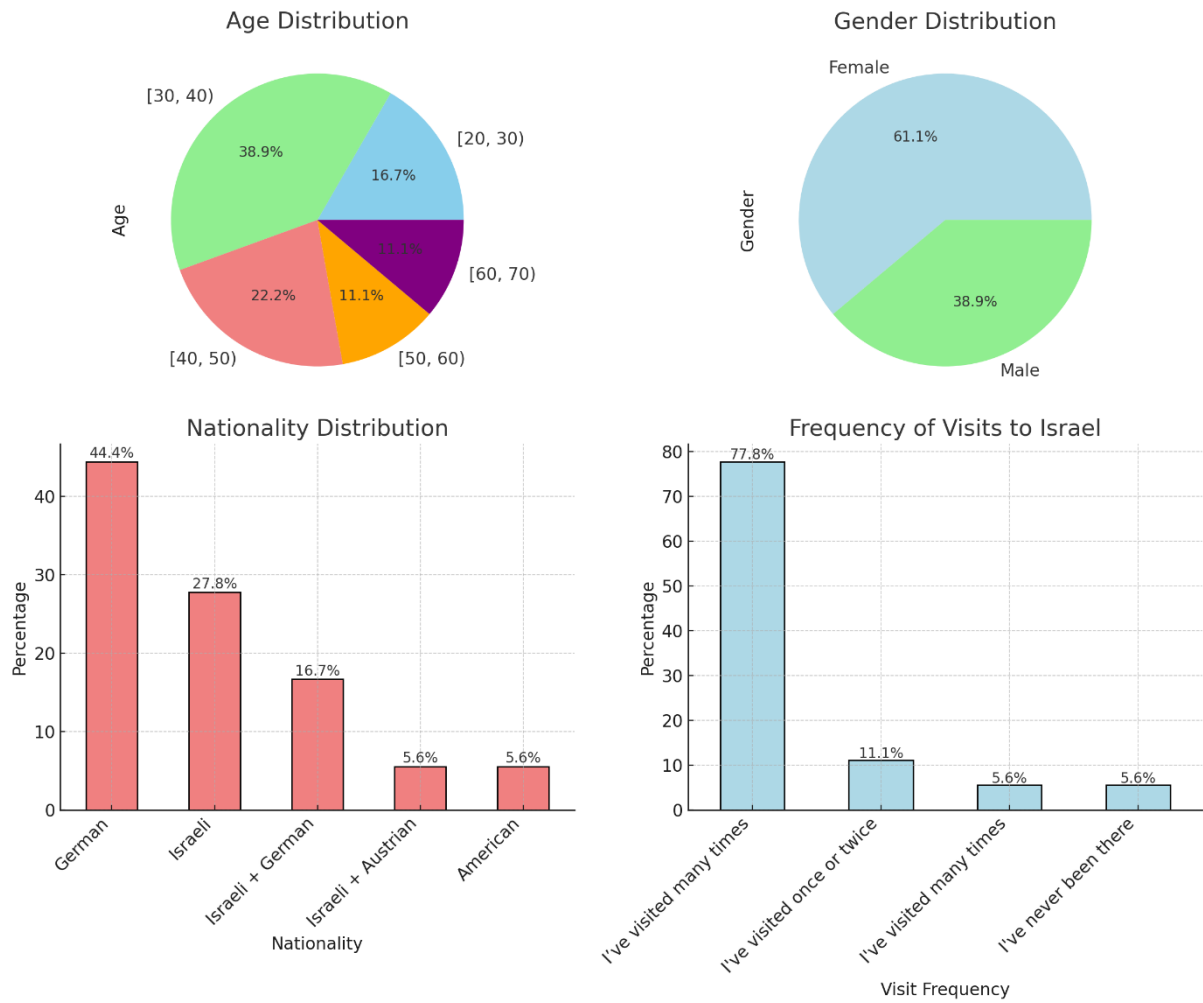 Age Distribution
[30, 40)
38.9%
[20, 30)
16.7%
Age
11.1%
[60, 70)
22.2%
11.1%
[40, 50)
[50, 60)
Gender Distribution
Female
61.1%
Gender
38.9%
Male
Nationality Distribution
44.4%
40
27.8%
30
Percentage
20
16.7%
10
5.6%
5.6%
0
German
Israeli
Israeli + German
Israeli + Austrian
American
Nationality
Frequency of Visits to Israel
80
77.8%
70
60
50
Percentage
40
30
20
11.1%
10
5.6%
5.6%
0
I’ve visited many times
I've visited once or twice
I've visited many times
I've never been there
Visit Frequency